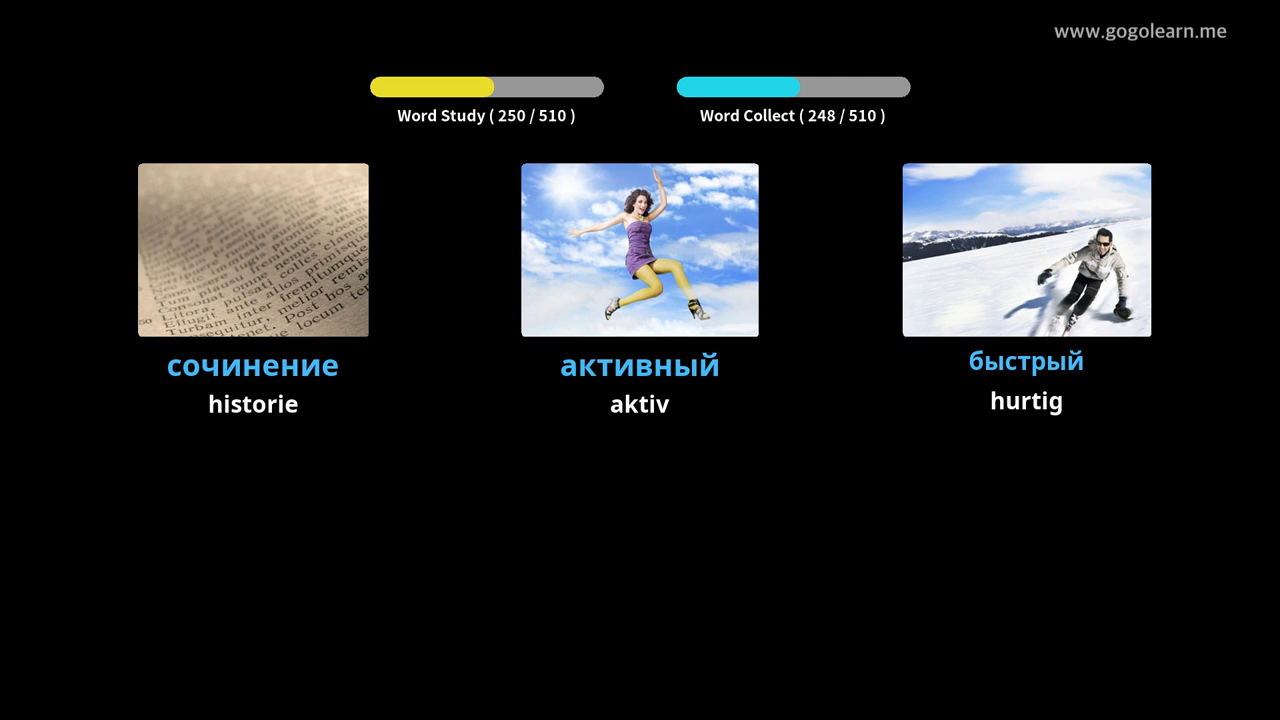 www.gogolearn.me
Word Study ( 250 / 510 )
Word Collect ( 248 / 510 )
сочинение
historie
активный
aktiv
быстрый
hurtig